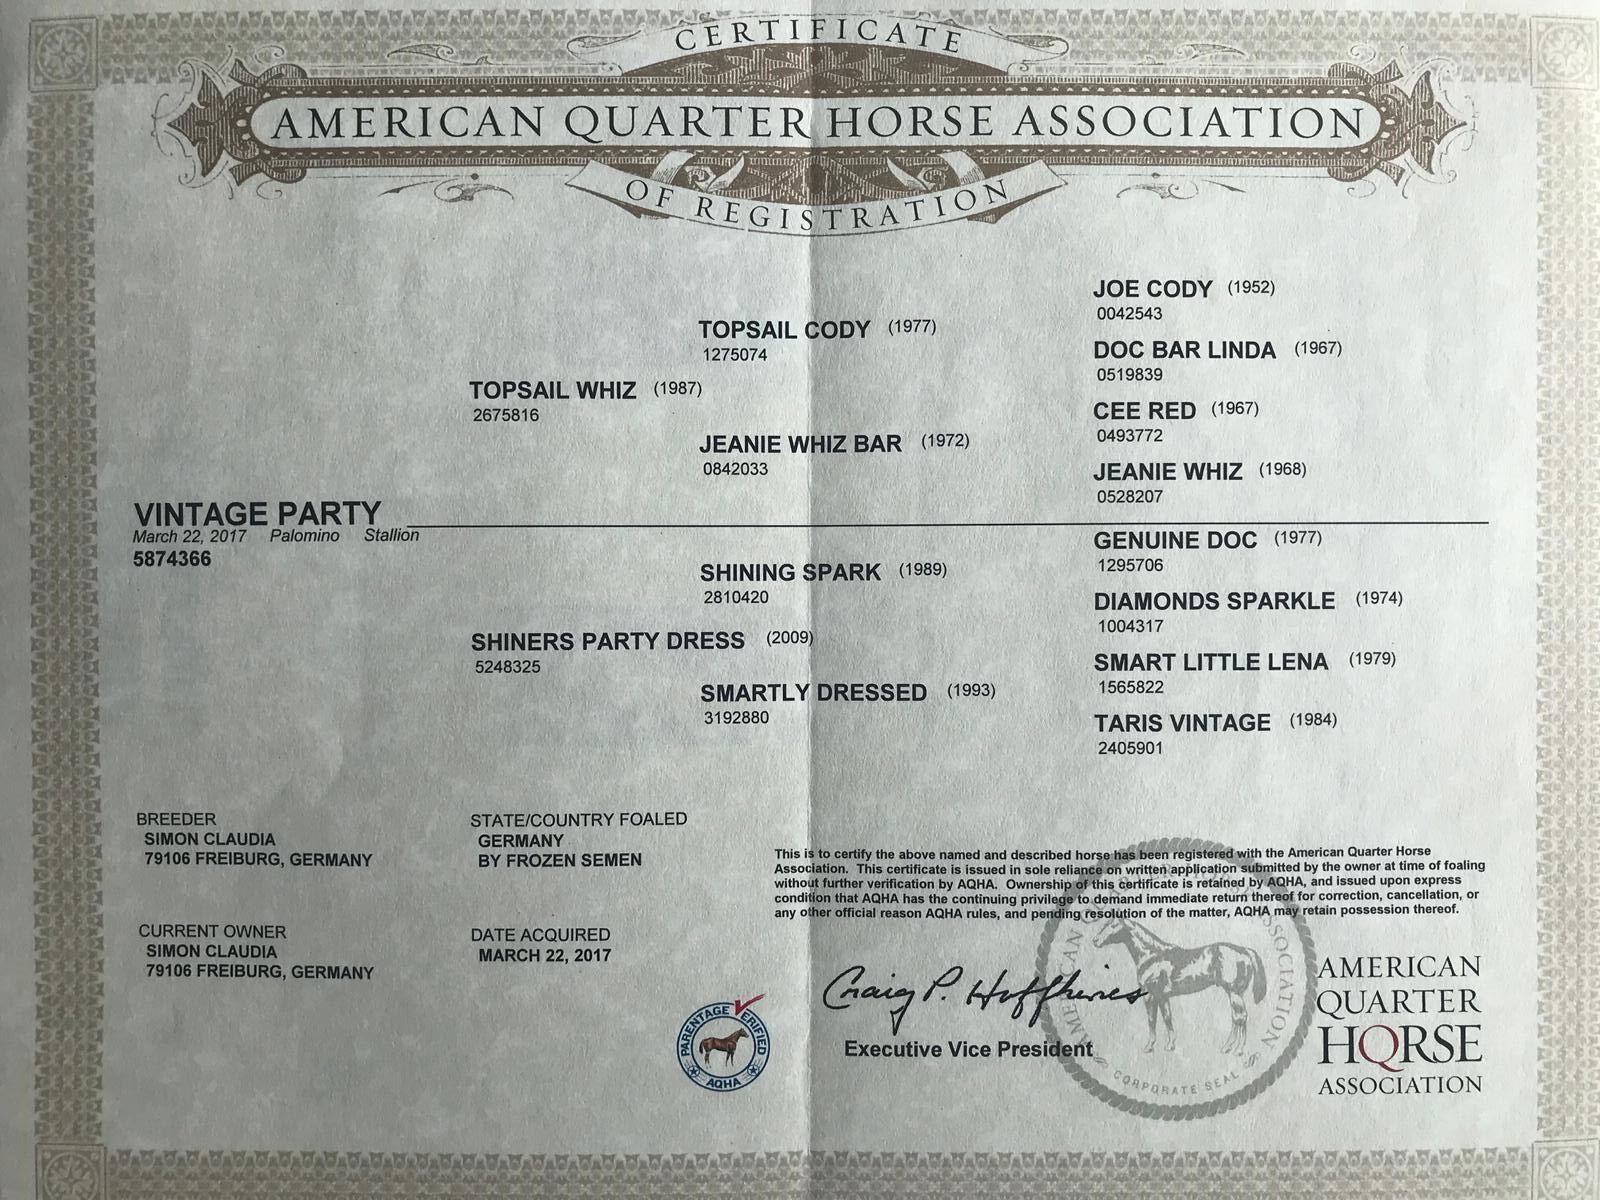 CERTIFICATE
AMERICAN QUARTER HORSE ASSOCIATION
OF REGISTRATION
JOE CODY (1952)
0042543
TOPSAIL CODY (1977)
1275074
DOC BAR LINDA (1967)
0519839
TOPSAIL WHIZ (1987)
2675816
CEE RED (1967)
0493772
JEANIE WHIZ BAR (1972)
0842033
JEANIE WHIZ (1968)
0528207
VINTAGE PARTY
March 22, 2017 Palomino Stallion
5874366
GENUINE DOC (1977)
1295706
SHINING SPARK (1989)
2810420
DIAMONDS SPARKLE (1974)
1004317
SHINERS PARTY DRESS (2009)
5248325
SMART LITTLE LENA (1979)
1565822
SMARTLY DRESSED (1993)
3192880
TARIS VINTAGE (1984)
2405901
BREEDER
SIMON CLAUDIA
79106 FREIBURG, GERMANY
STATE/COUNTRY FOALED
GERMANY
BY FROZEN SEMEN
CURRENT OWNER
SIMON CLAUDIA
79106 FREIBURG, GERMANY
DATE ACQUIRED
MARCH 22, 2017
This is to certify the above named and described horse has been registered with the American Quarter Horse
Association. This certificate is issued in sole reliance on written application submitted by the owner at time of foaling
without further verification by AQHA. Ownership of this certificate is retained by AQHA, and issued upon express
condition that AQHA has the continuing privilege to demand immediate return thereof for correction, cancellation, or
any other official reason AQHA rules, and pending resolution of the matter, AQHA may retain possession thereof.
PARENTAGE VERIFIED
AQHA
Craig P. Huffhines
Executive Vice President
AMERICAN QUARTER HORSE ASSOCIATION
CORPORATE SEAL
AMERICAN
QUARTER
HORSE
ASSOCIATION